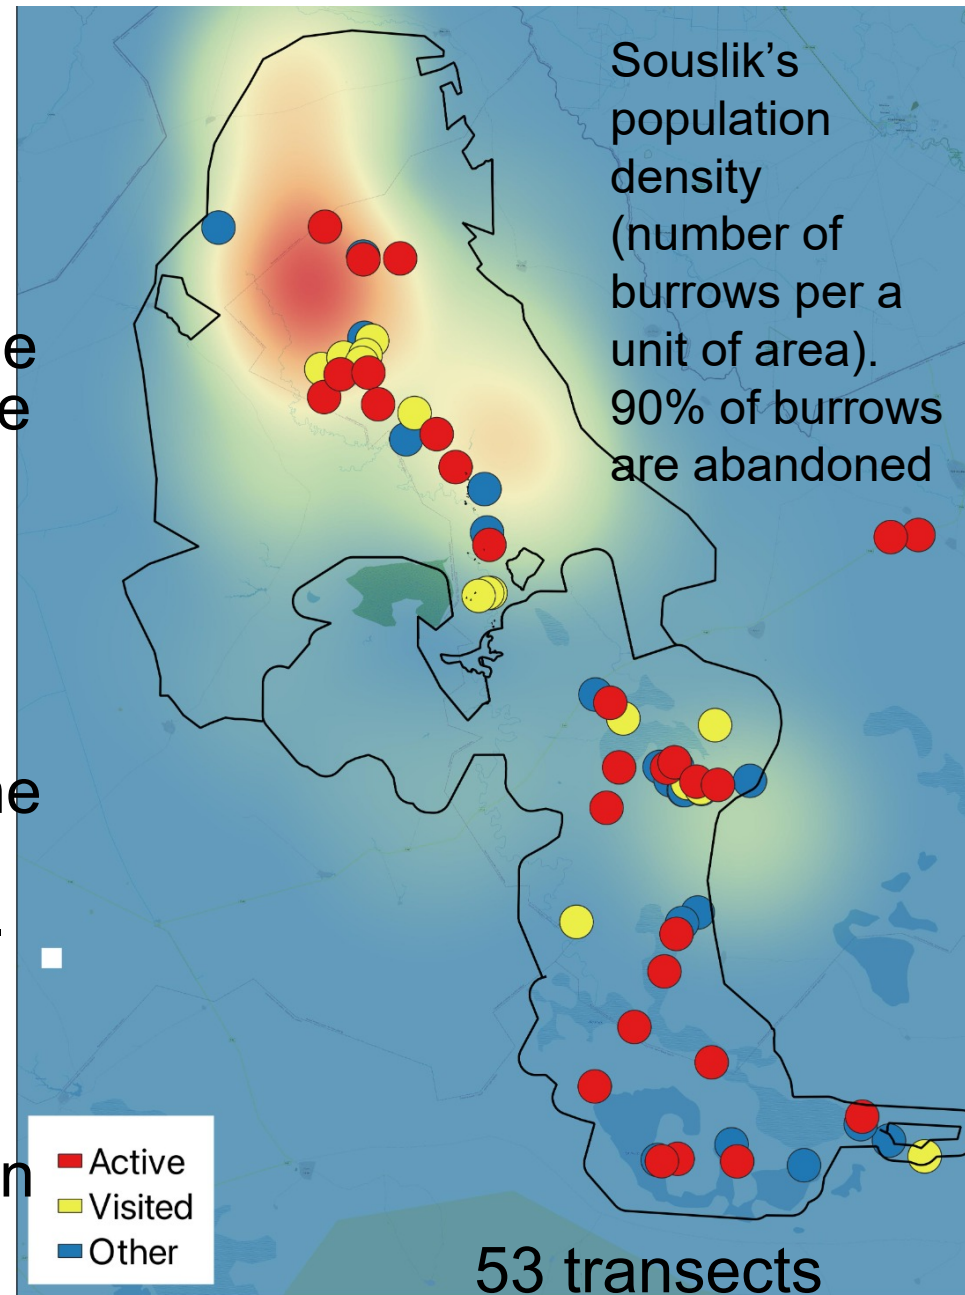 Souslik’s
population
density
(number of
burrows per a
unit of area).
90% of burrows
are abandoned
e
e
ne
n
Active
Visited
Other
53 transects